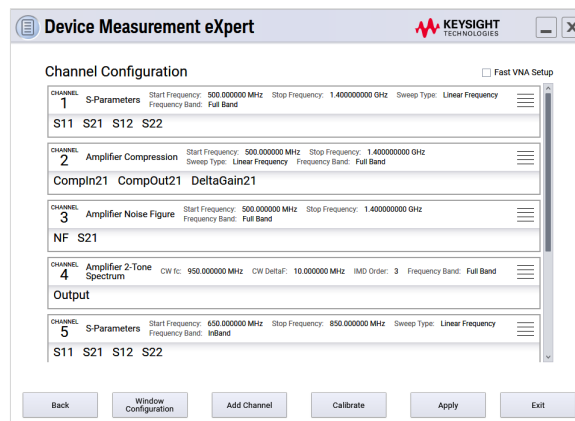 Device Measurement eXpert
KEYSIGHT
TECHNOLOGIES
X
Channel Configuration
Fast VNA Setup
CHANNEL
1
S-Parameters
Start Frequency: 500.000000 MHz Stop Frequency: 1.400000000 GHz Sweep Type: Linear Frequency
Frequency Band: Full Band
S11 S21 S12 S22
CHANNEL
2
Amplifier Compression
Start Frequency: 500.000000 MHz Stop Frequency: 1.400000000 GHz
Sweep Type: Linear Frequency Frequency Band: Full Band
CompIn21 CompOut21 DeltaGain21
CHANNEL
3
Amplifier Noise Figure
Start Frequency: 500.000000 MHz Stop Frequency: 1.400000000 GHz
Frequency Band: Full Band
NF S21
CHANNEL
4
Amplifier 2-Tone
Spectrum
CW fc: 950.000000 MHz CW DeltaF: 10.000000 MHz IMD Order: 3 Frequency Band: Full Band
Output
CHANNEL
5
S-Parameters
Start Frequency: 650.000000 MHz Stop Frequency: 850.000000 MHz Sweep Type: Linear Frequency
Frequency Band: InBand
S11 S21 S12 S22
Back
Window
Configuration
Add Channel
Calibrate
Apply
Exit